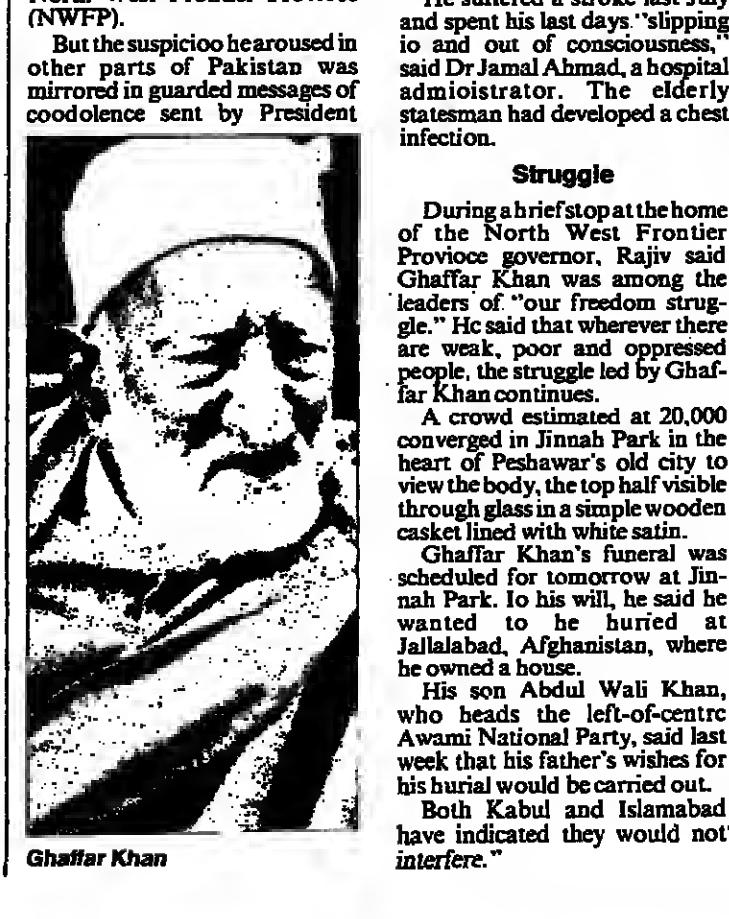 (NWFP).
But the suspicioo he aroused in
other parts of Pakistan was
mirrored in guarded messages of
coodolence sent by President
Ghaffar Khan
and spent his last days."slipping
io and out of consciousness,"
said Dr Jamal Ahmad, a hospital
admioistrator. The elderly
statesman had developed a chest
infection.
Struggle
During a hrief stop at the home
of the North West Frontier
Provioce governor, Rajiv said
Ghaffar Khan was among the
leaders of "our freedom strug-
gle." Hc said that wherever there
are weak, poor and oppressed
people, the struggle led by Ghaf-
far Khan continues.
A crowd estimated at 20,000
converged in Jinnah Park in the
heart of Peshawar's old city to
view the body, the top half visible
through glass in a simple wooden
casket lined with white satin.
Ghaffar Khan's funeral was
scheduled for tomorrow at Jin-
nah Park. Io his will, he said he
wanted to he huried at
Jallalabad, Afghanistan, where
he owned a house.
His son Abdul Wali Khan,
who heads the left-of-centrc
Awami National Party, said last
week that his father's wishes for
his hurial would be carried out.
Both Kabul and Islamabad
have indicated they would not
interfere."